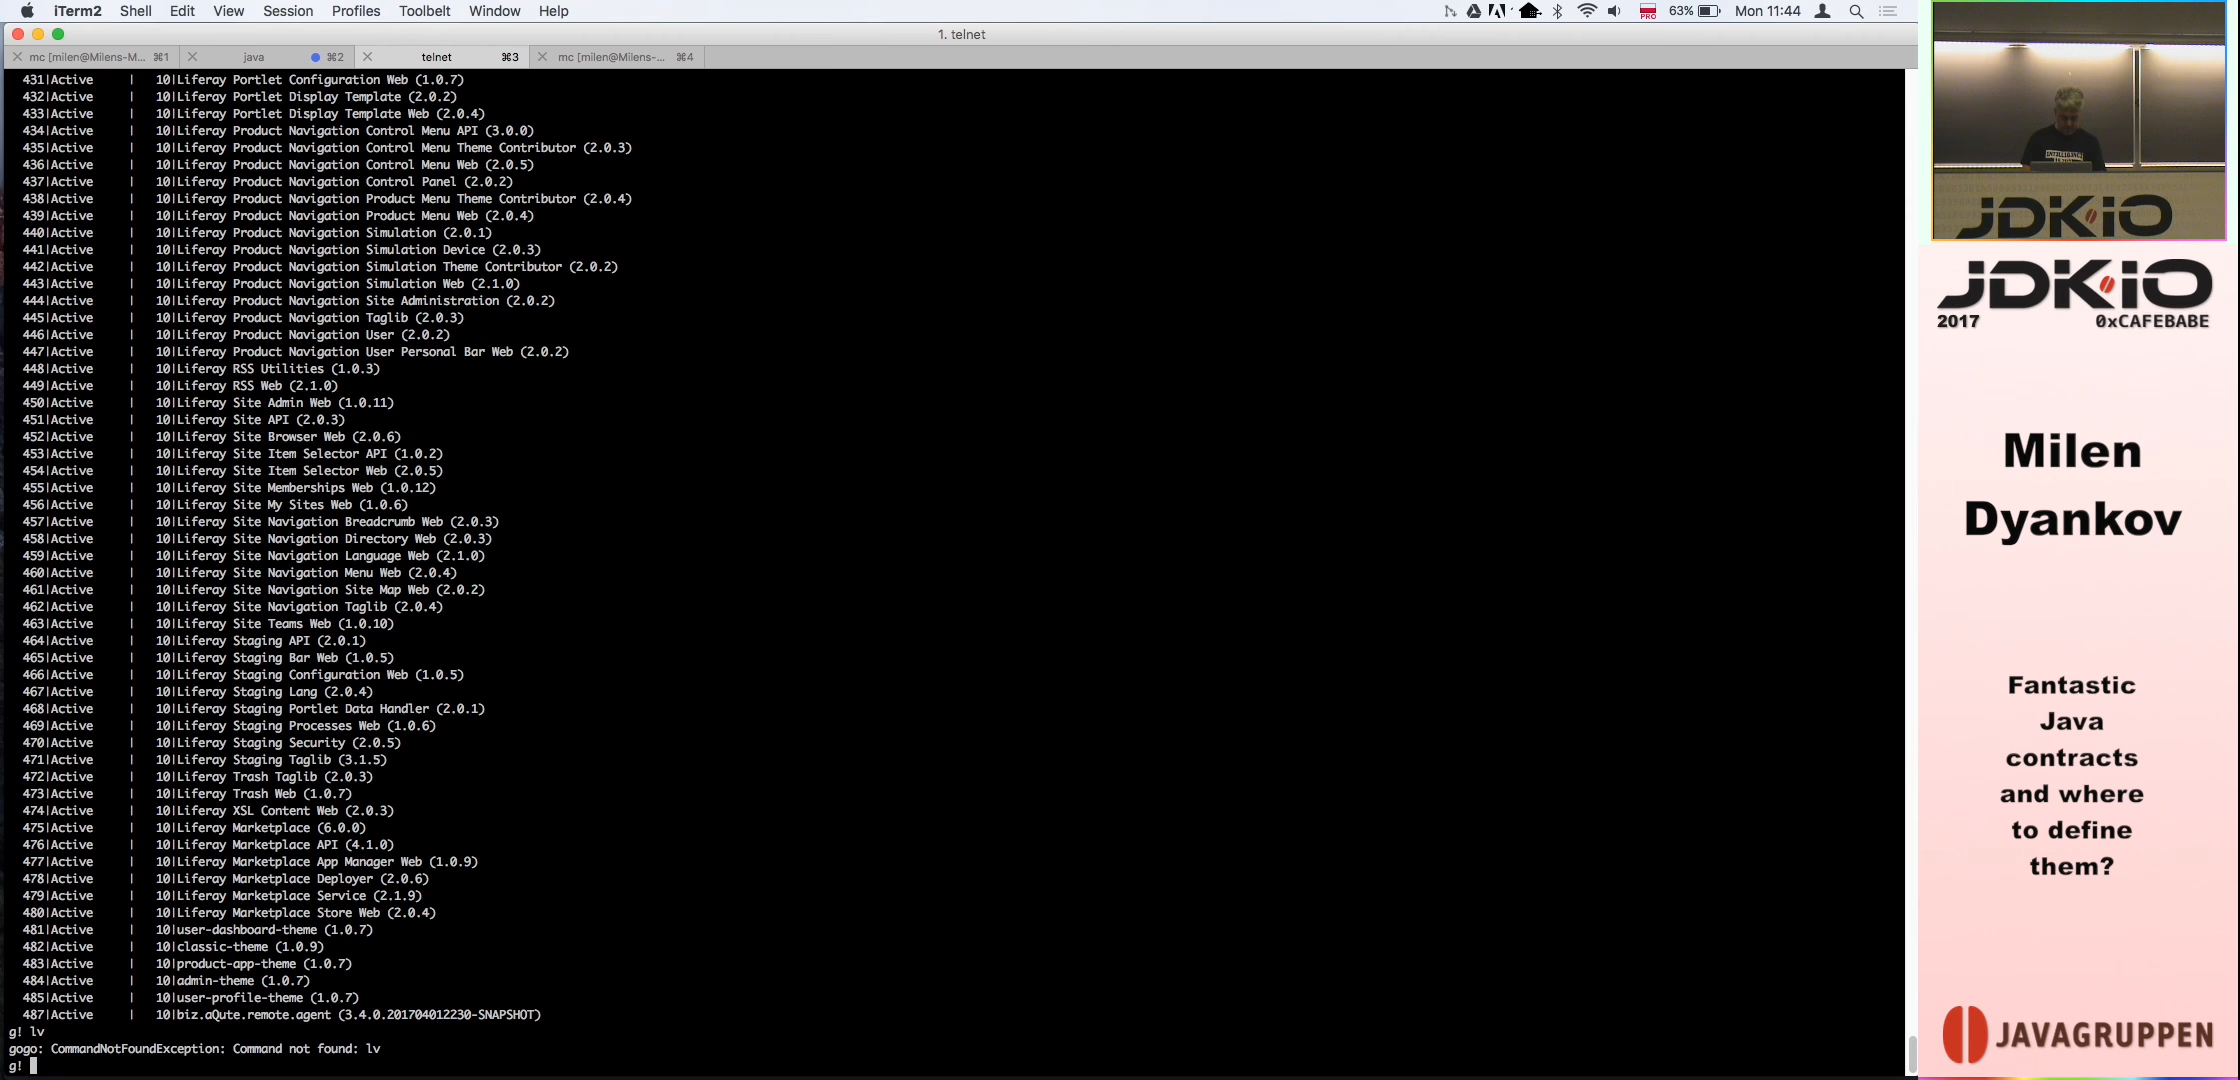 iTerm2 Shell Edit View Session Profiles Toolbelt Window Help
PRO 63% Mon 11:44
1. telnet
mc [milen@Milens-M... ⌘1 java ⌘2 telnet ⌘3 mc [milen@Milens-... ⌘4
431|Active | 10|Liferay Portlet Configuration Web (1.0.7)
432|Active | 10|Liferay Portlet Display Template (2.0.2)
433|Active | 10|Liferay Portlet Display Template Web (2.0.4)
434|Active | 10|Liferay Product Navigation Control Menu API (3.0.0)
435|Active | 10|Liferay Product Navigation Control Menu Theme Contributor (2.0.3)
436|Active | 10|Liferay Product Navigation Control Menu Web (2.0.5)
437|Active | 10|Liferay Product Navigation Control Panel (2.0.2)
438|Active | 10|Liferay Product Navigation Product Menu Theme Contributor (2.0.4)
439|Active | 10|Liferay Product Navigation Product Menu Web (2.0.4)
440|Active | 10|Liferay Product Navigation Simulation (2.0.1)
441|Active | 10|Liferay Product Navigation Simulation Device (2.0.3)
442|Active | 10|Liferay Product Navigation Simulation Theme Contributor (2.0.2)
443|Active | 10|Liferay Product Navigation Simulation Web (2.1.0)
444|Active | 10|Liferay Product Navigation Site Administration (2.0.2)
445|Active | 10|Liferay Product Navigation Taglib (2.0.3)
446|Active | 10|Liferay Product Navigation User (2.0.2)
447|Active | 10|Liferay Product Navigation User Personal Bar Web (2.0.2)
448|Active | 10|Liferay RSS Utilities (1.0.3)
449|Active | 10|Liferay RSS Web (2.1.0)
450|Active | 10|Liferay Site Admin Web (1.0.11)
451|Active | 10|Liferay Site API (2.0.3)
452|Active | 10|Liferay Site Browser Web (2.0.6)
453|Active | 10|Liferay Site Item Selector API (1.0.2)
454|Active | 10|Liferay Site Item Selector Web (2.0.5)
455|Active | 10|Liferay Site Memberships Web (1.0.12)
456|Active | 10|Liferay Site My Sites Web (1.0.6)
457|Active | 10|Liferay Site Navigation Breadcrumb Web (2.0.3)
458|Active | 10|Liferay Site Navigation Directory Web (2.0.3)
459|Active | 10|Liferay Site Navigation Language Web (2.1.0)
460|Active | 10|Liferay Site Navigation Menu Web (2.0.4)
461|Active | 10|Liferay Site Navigation Site Map Web (2.0.2)
462|Active | 10|Liferay Site Navigation Taglib (2.0.4)
463|Active | 10|Liferay Site Teams Web (1.0.10)
464|Active | 10|Liferay Staging API (2.0.1)
465|Active | 10|Liferay Staging Bar Web (1.0.5)
466|Active | 10|Liferay Staging Configuration Web (1.0.5)
467|Active | 10|Liferay Staging Lang (2.0.4)
468|Active | 10|Liferay Staging Portlet Data Handler (2.0.1)
469|Active | 10|Liferay Staging Processes Web (1.0.6)
470|Active | 10|Liferay Staging Security (2.0.5)
471|Active | 10|Liferay Staging Taglib (3.1.5)
472|Active | 10|Liferay Trash Taglib (2.0.3)
473|Active | 10|Liferay Trash Web (1.0.7)
474|Active | 10|Liferay XSL Content Web (2.0.3)
475|Active | 10|Liferay Marketplace (6.0.0)
476|Active | 10|Liferay Marketplace API (4.1.0)
477|Active | 10|Liferay Marketplace App Manager Web (1.0.9)
478|Active | 10|Liferay Marketplace Deployer (2.0.6)
479|Active | 10|Liferay Marketplace Service (2.1.9)
480|Active | 10|Liferay Marketplace Store Web (2.0.4)
481|Active | 10|user-dashboard-theme (1.0.7)
482|Active | 10|classic-theme (1.0.9)
483|Active | 10|product-app-theme (1.0.7)
484|Active | 10|admin-theme (1.0.7)
485|Active | 10|user-profile-theme (1.0.7)
487|Active | 10|biz.aQute.remote.agent (3.4.0.201704012230-SNAPSHOT)
g! lv
gogo: CommandNotFoundException: Command not found: lv
g!
JDK.iO
JDK.iO
2017 0xCAFEBABE
Milen
Dyankov
Fantastic
Java
contracts
and where
to define
them?
JAVAGRUPPEN